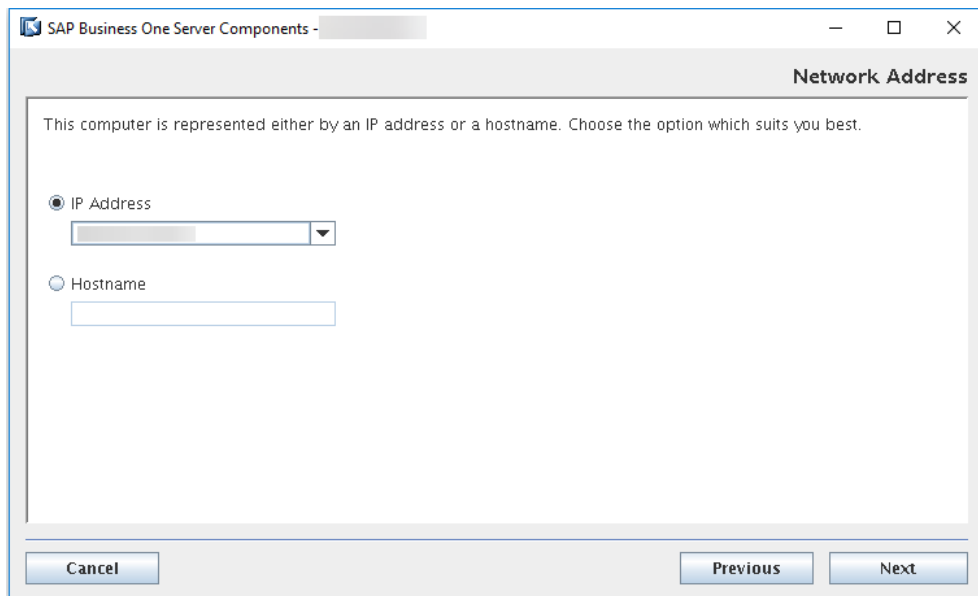 SAP Business One Server Components -
Network Address
This computer is represented either by an IP address or a hostname. Choose the option which suits you best.
IP Address
Hostname
Cancel Previous Next